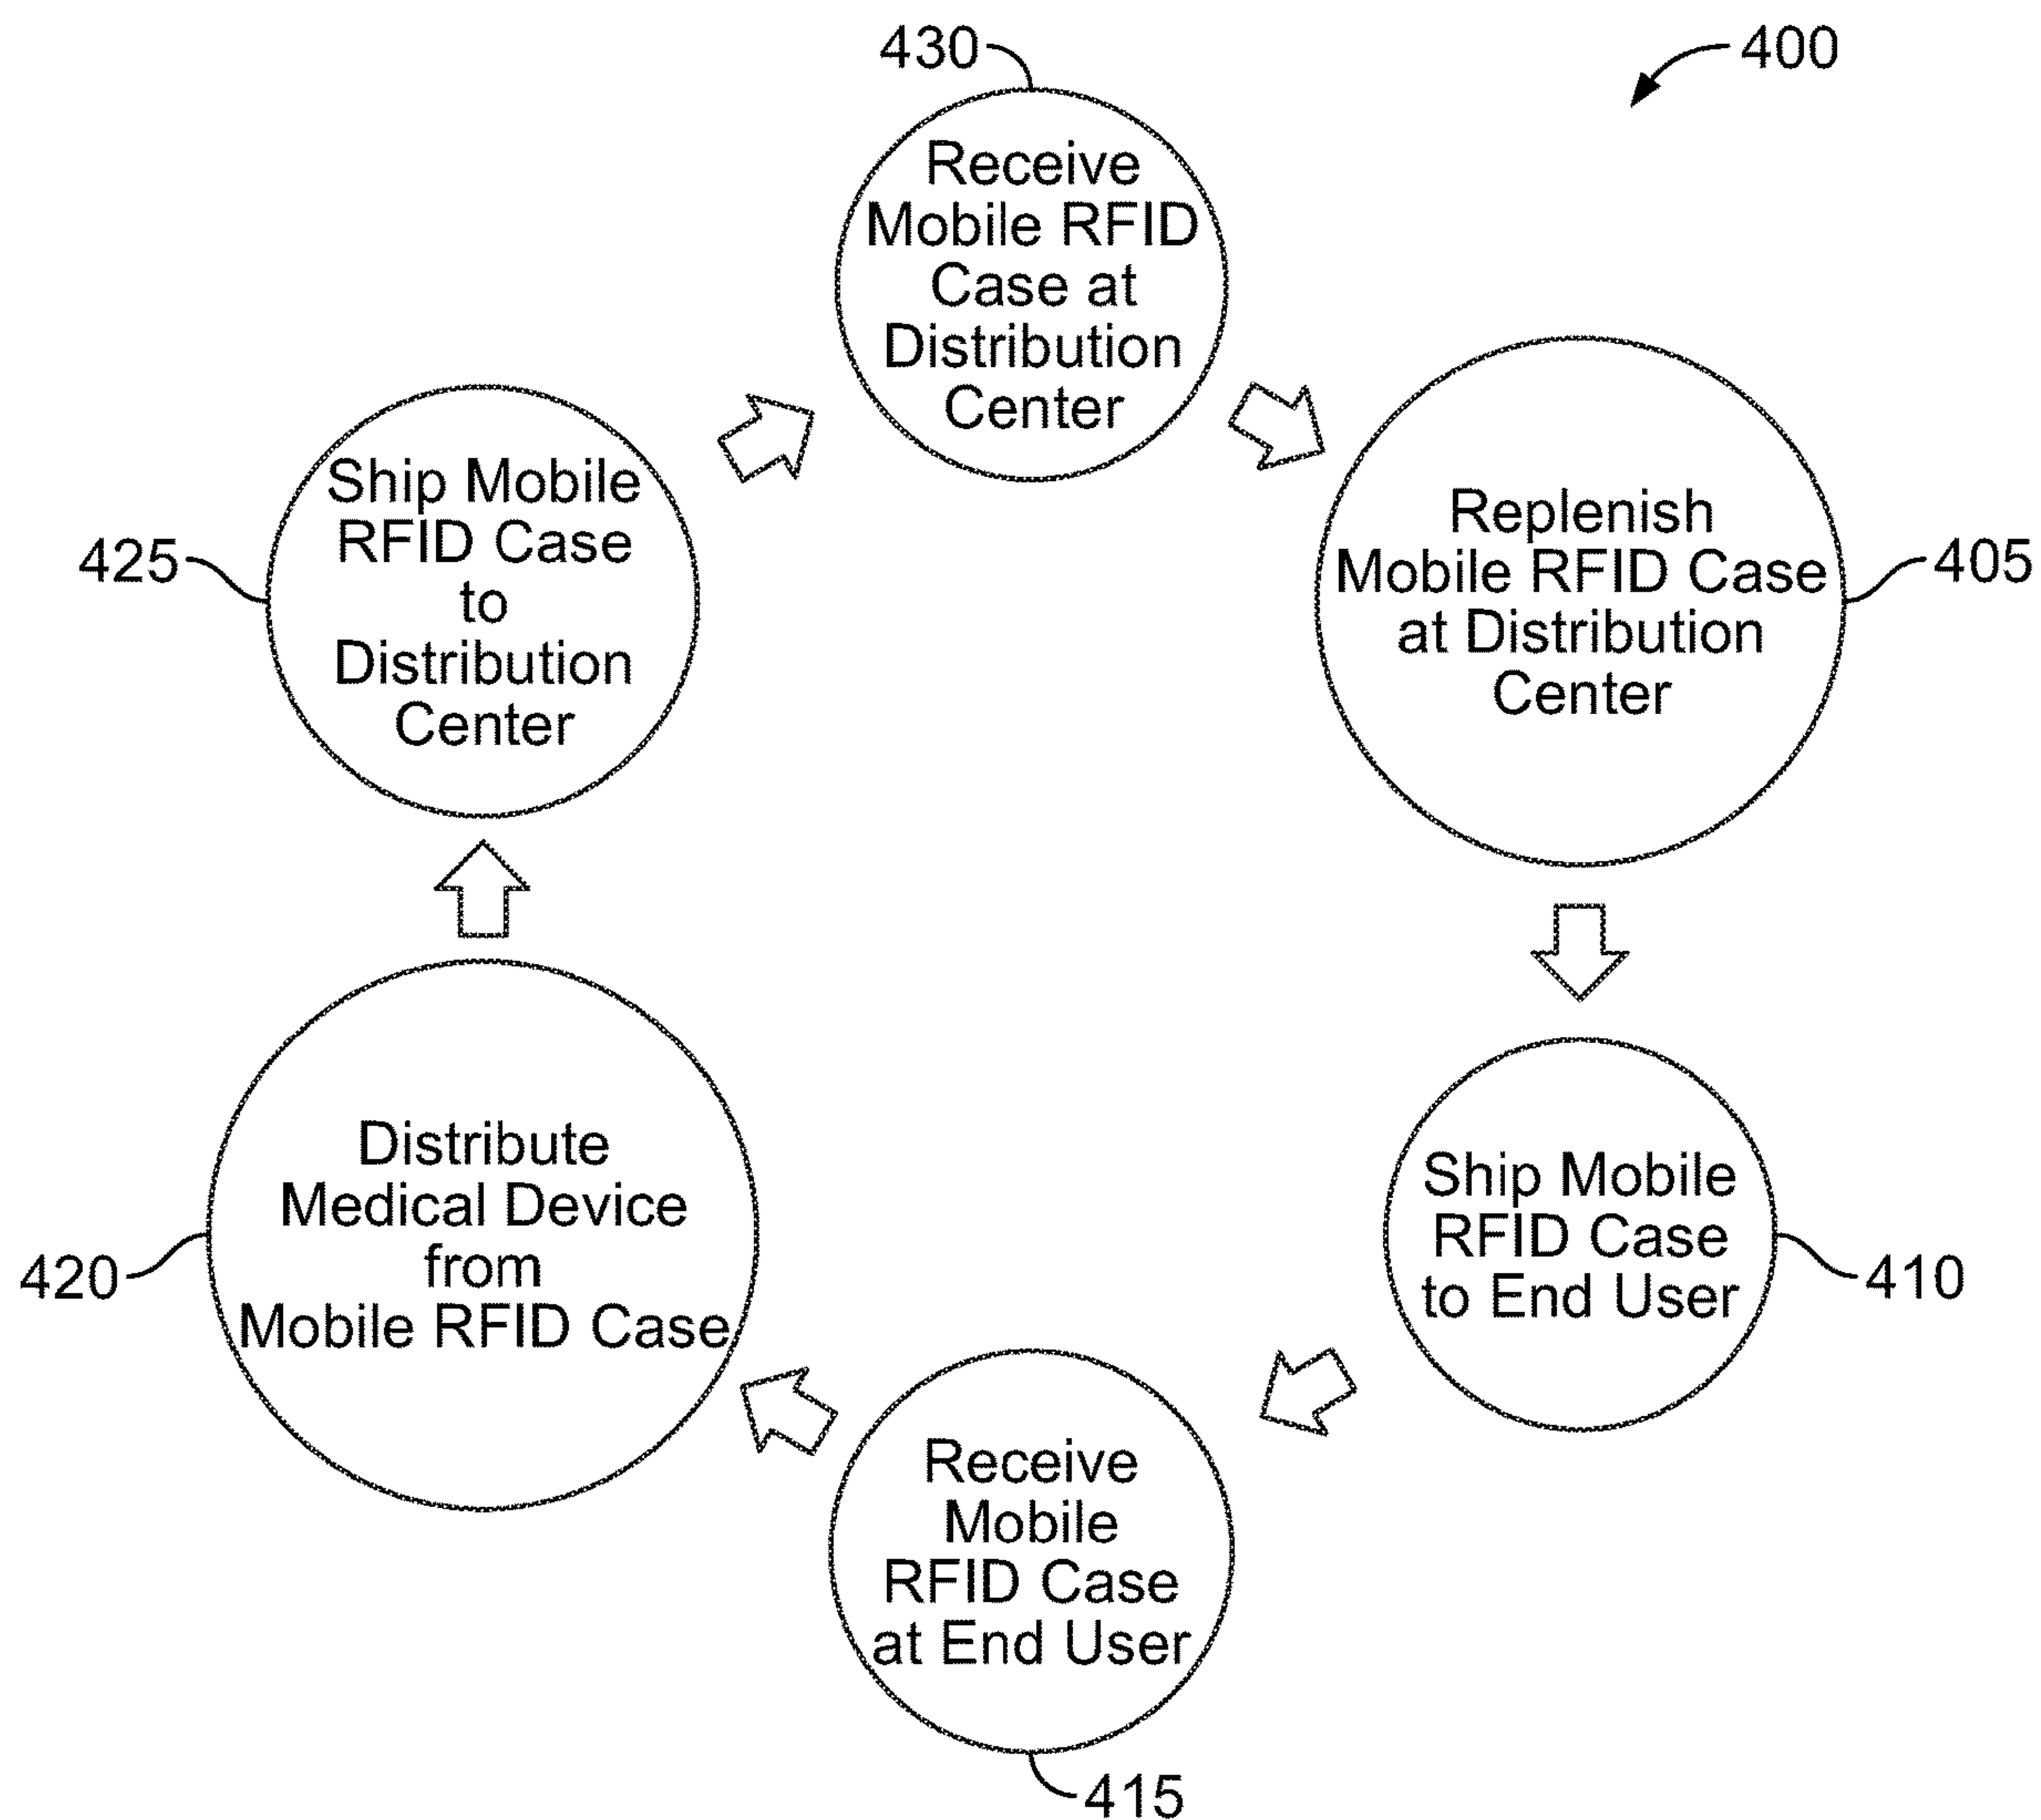 430
400
Receive
Mobile RFID
Case at
Distribution
Center
425
Ship Mobile
RFID Case
to
Distribution
Center
Replenish
Mobile RFID Case
at Distribution
Center
405
420
Distribute
Medical Device
from
Mobile RFID Case
Ship Mobile
RFID Case
to End User
410
Receive
Mobile
RFID Case
at End User
415